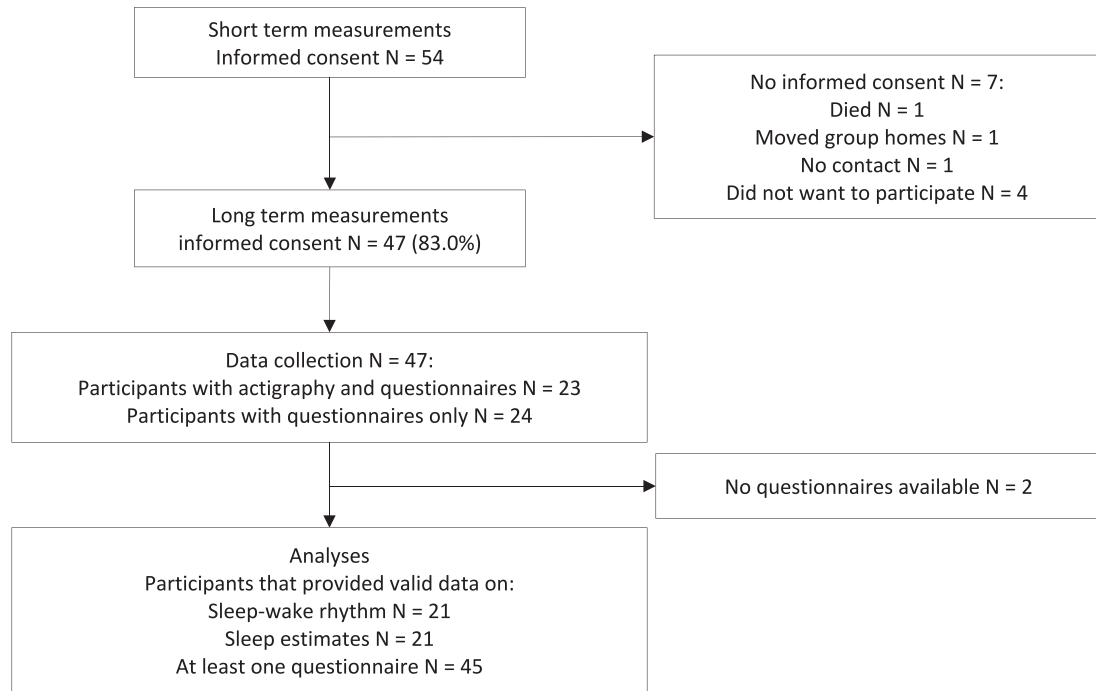 Short term measurements
Informed consent N = 54
No informed consent N = 7:
Died N = 1
Moved group homes N = 1
No contact N = 1
Did not want to participate N = 4
Long term measurements
informed consent N = 47 (83.0%)
Data collection N = 47:
Participants with actigraphy and questionnaires N = 23
Participants with questionnaires only N = 24
No questionnaires available N = 2
Analyses
Participants that provided valid data on:
Sleep-wake rhythm N = 21
Sleep estimates N = 21
At least one questionnaire N = 45